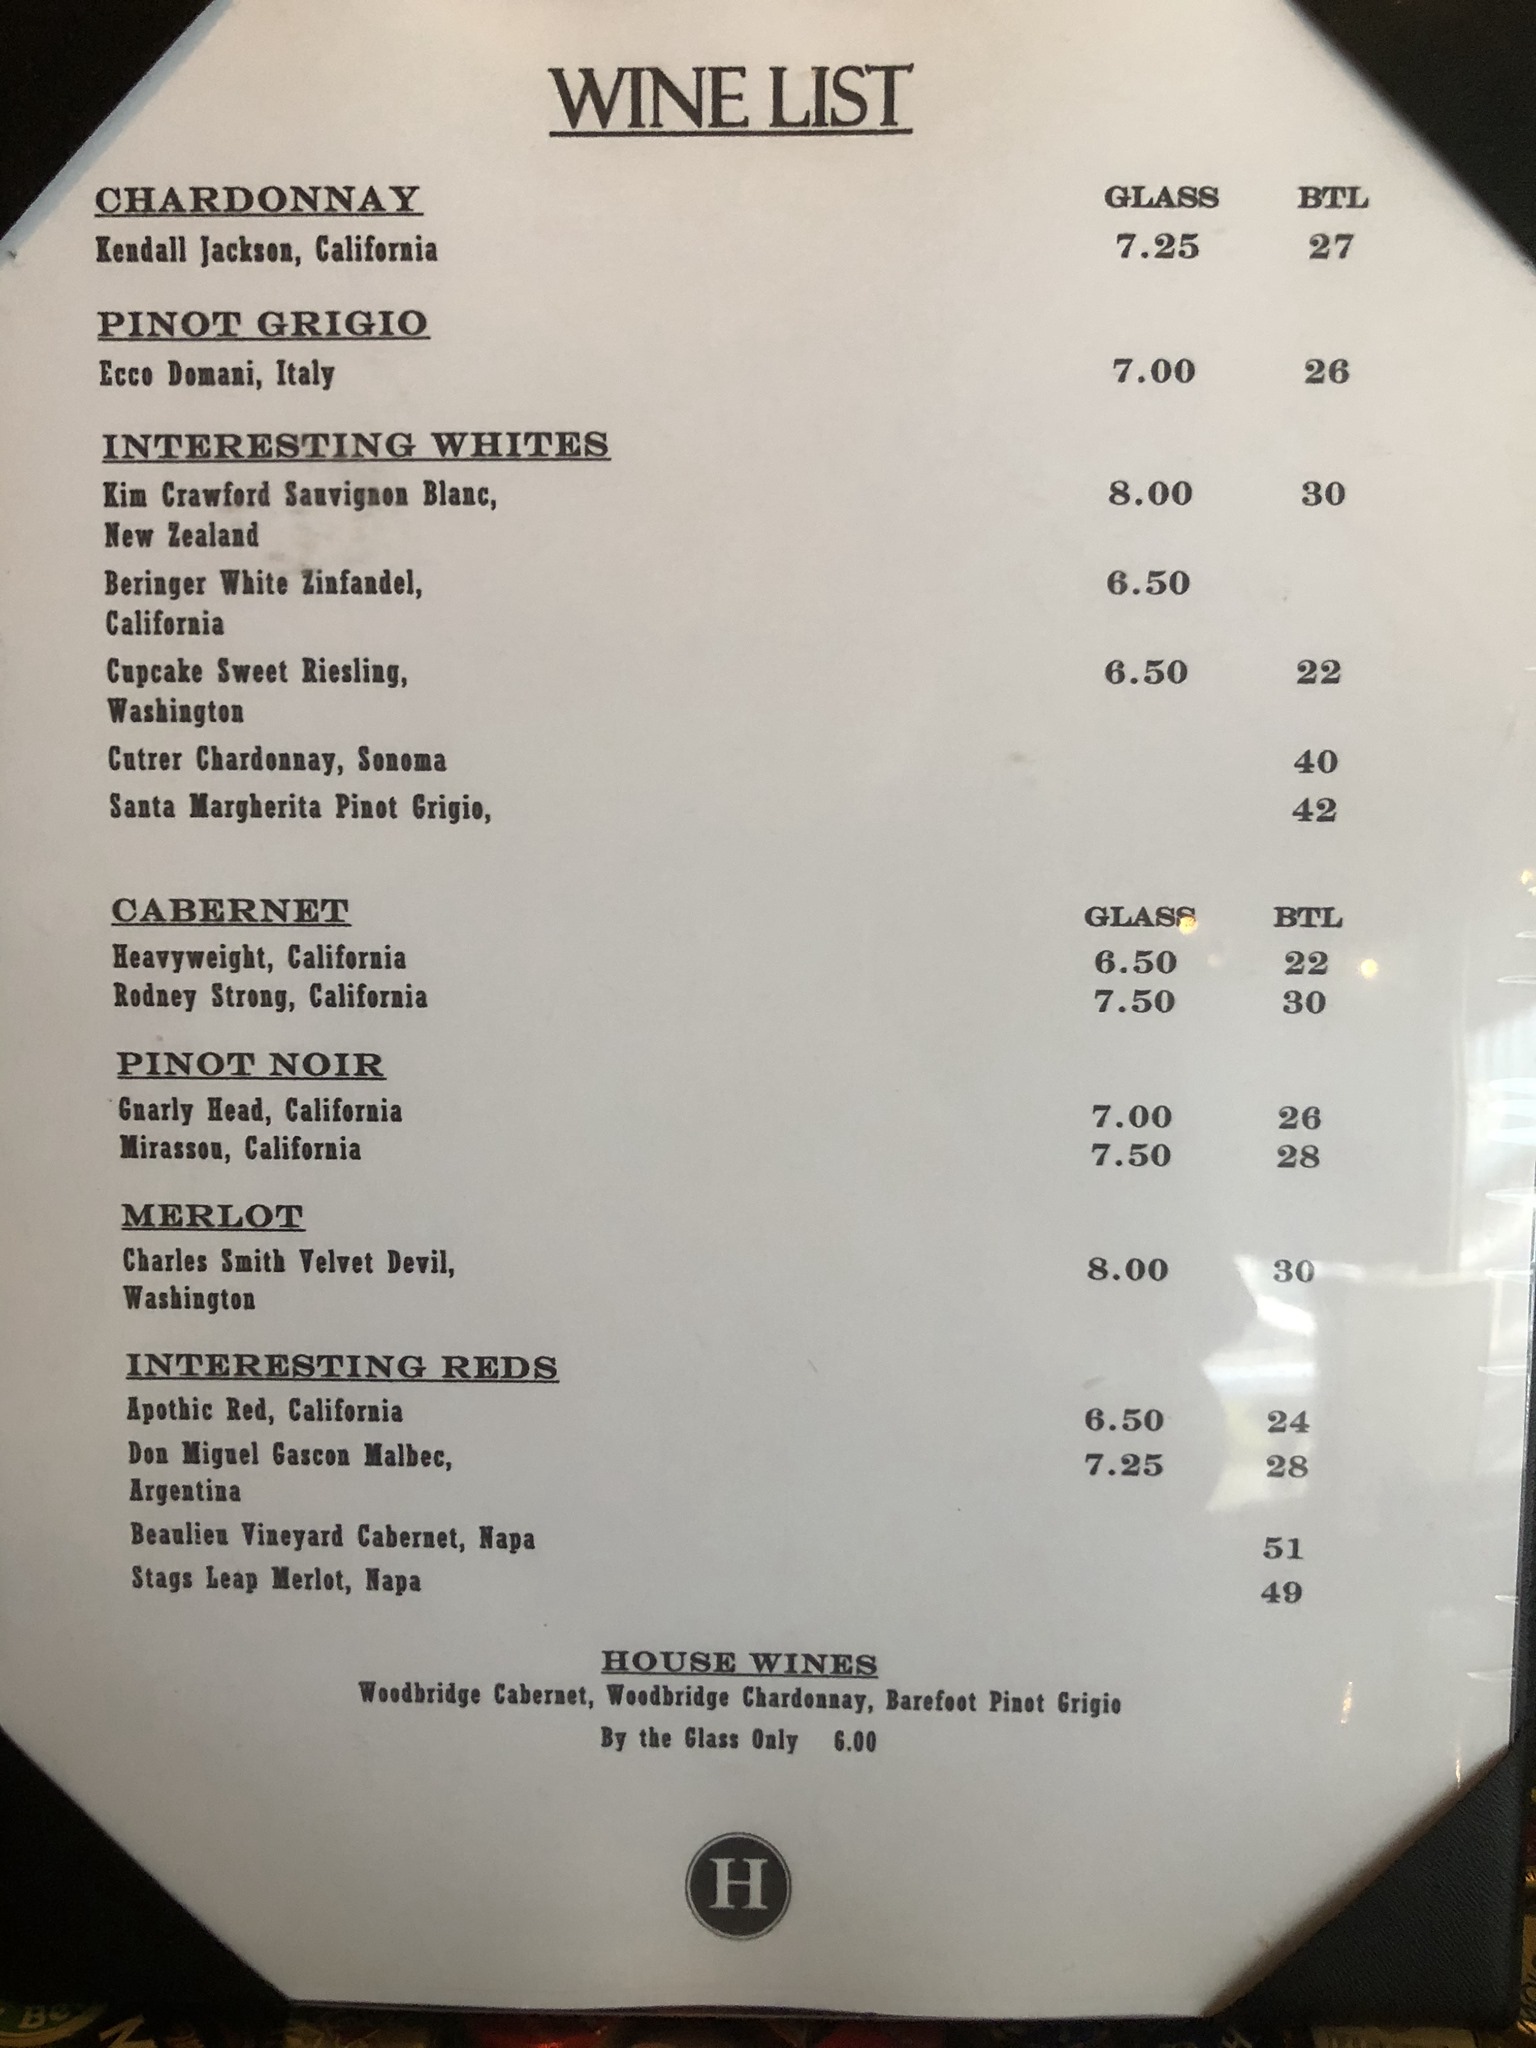 WINE LIST
CHARDONNAY GLASS BTL
Kendall Jackson, California 7.25 27
PINOT GRIGIO
Ecco Domani, Italy 7.00 26
INTERESTING WHITES
Kim Crawford Sauvignon Blanc, 8.00 30
New Zealand
Beringer White Zinfandel, 6.50
California
Cupcake Sweet Riesling, 6.50 22
Washington
Cutrer Chardonnay, Sonoma 40
Santa Margherita Pinot Grigio, 42
CABERNET GLASS BTL
Heavyweight, California 6.50 22
Rodney Strong, California 7.50 30
PINOT NOIR
Gnarly Head, California 7.00 26
Mirassou, California 7.50 28
MERLOT
Charles Smith Velvet Devil, 8.00 30
Washington
INTERESTING REDS
Apothic Red, California 6.50 24
Don Miguel Gascon Malbec, 7.25 28
Argentina
Beaulieu Vineyard Cabernet, Napa 51
Stags Leap Merlot, Napa 49
HOUSE WINES
Woodbridge Cabernet, Woodbridge Chardonnay, Barefoot Pinot Grigio
By the Glass Only 6.00
H